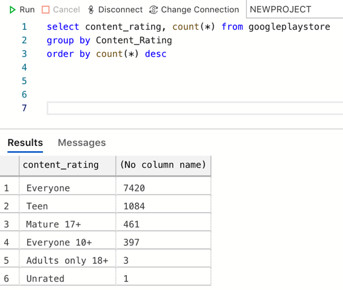 Run Cancel Disconnect Change Connection NEWPROJECT
1 select content_rating, count(*) from googleplaystore
2 group by Content_Rating
3 order by count(*) desc
4
5
6
7
Results Messages
content_rating (No column name)
1 Everyone 7420
2 Teen 1084
3 Mature 17+ 461
4 Everyone 10+ 397
5 Adults only 18+ 3
6 Unrated 1